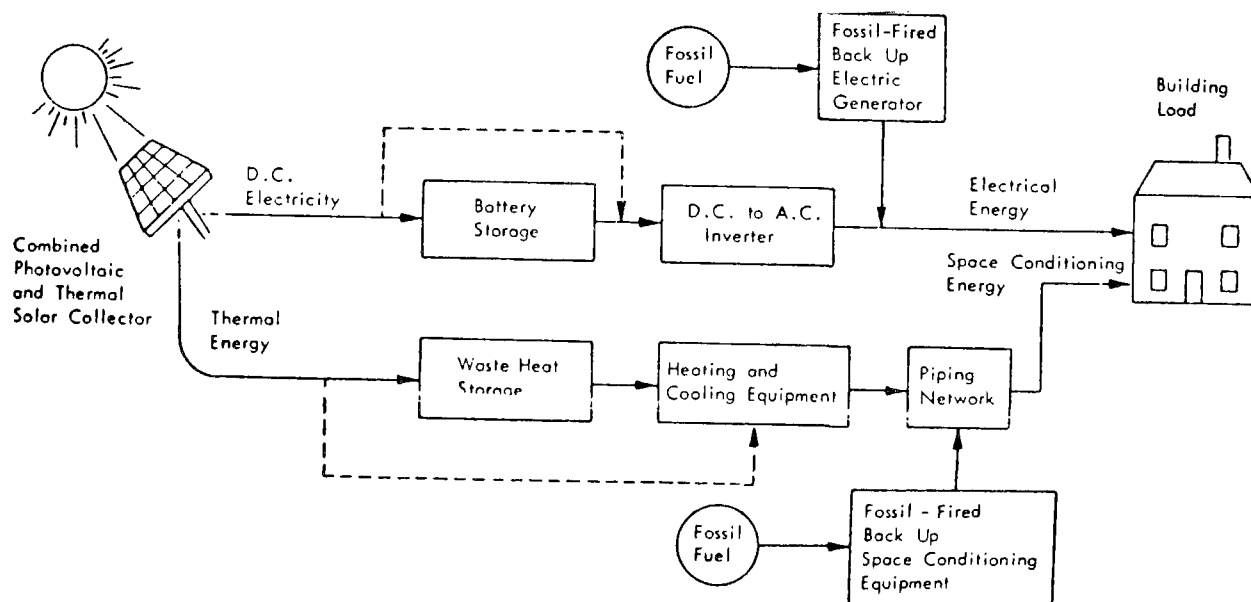 Fossil
Fuel
Fossil-Fired
Back Up
Electric
Generator
Building
Load
D.C.
Electricity
Battery
Storage
D.C. to A.C.
Inverter
Electrical
Energy
Combined
Photovoltaic
and Thermal
Solar Collector
Space Conditioning
Energy
Thermal
Energy
Waste Heat
Storage
Heating and
Cooling Equipment
Piping
Network
Fossil
Fuel
Fossil - Fired
Back Up
Space Conditioning
Equipment